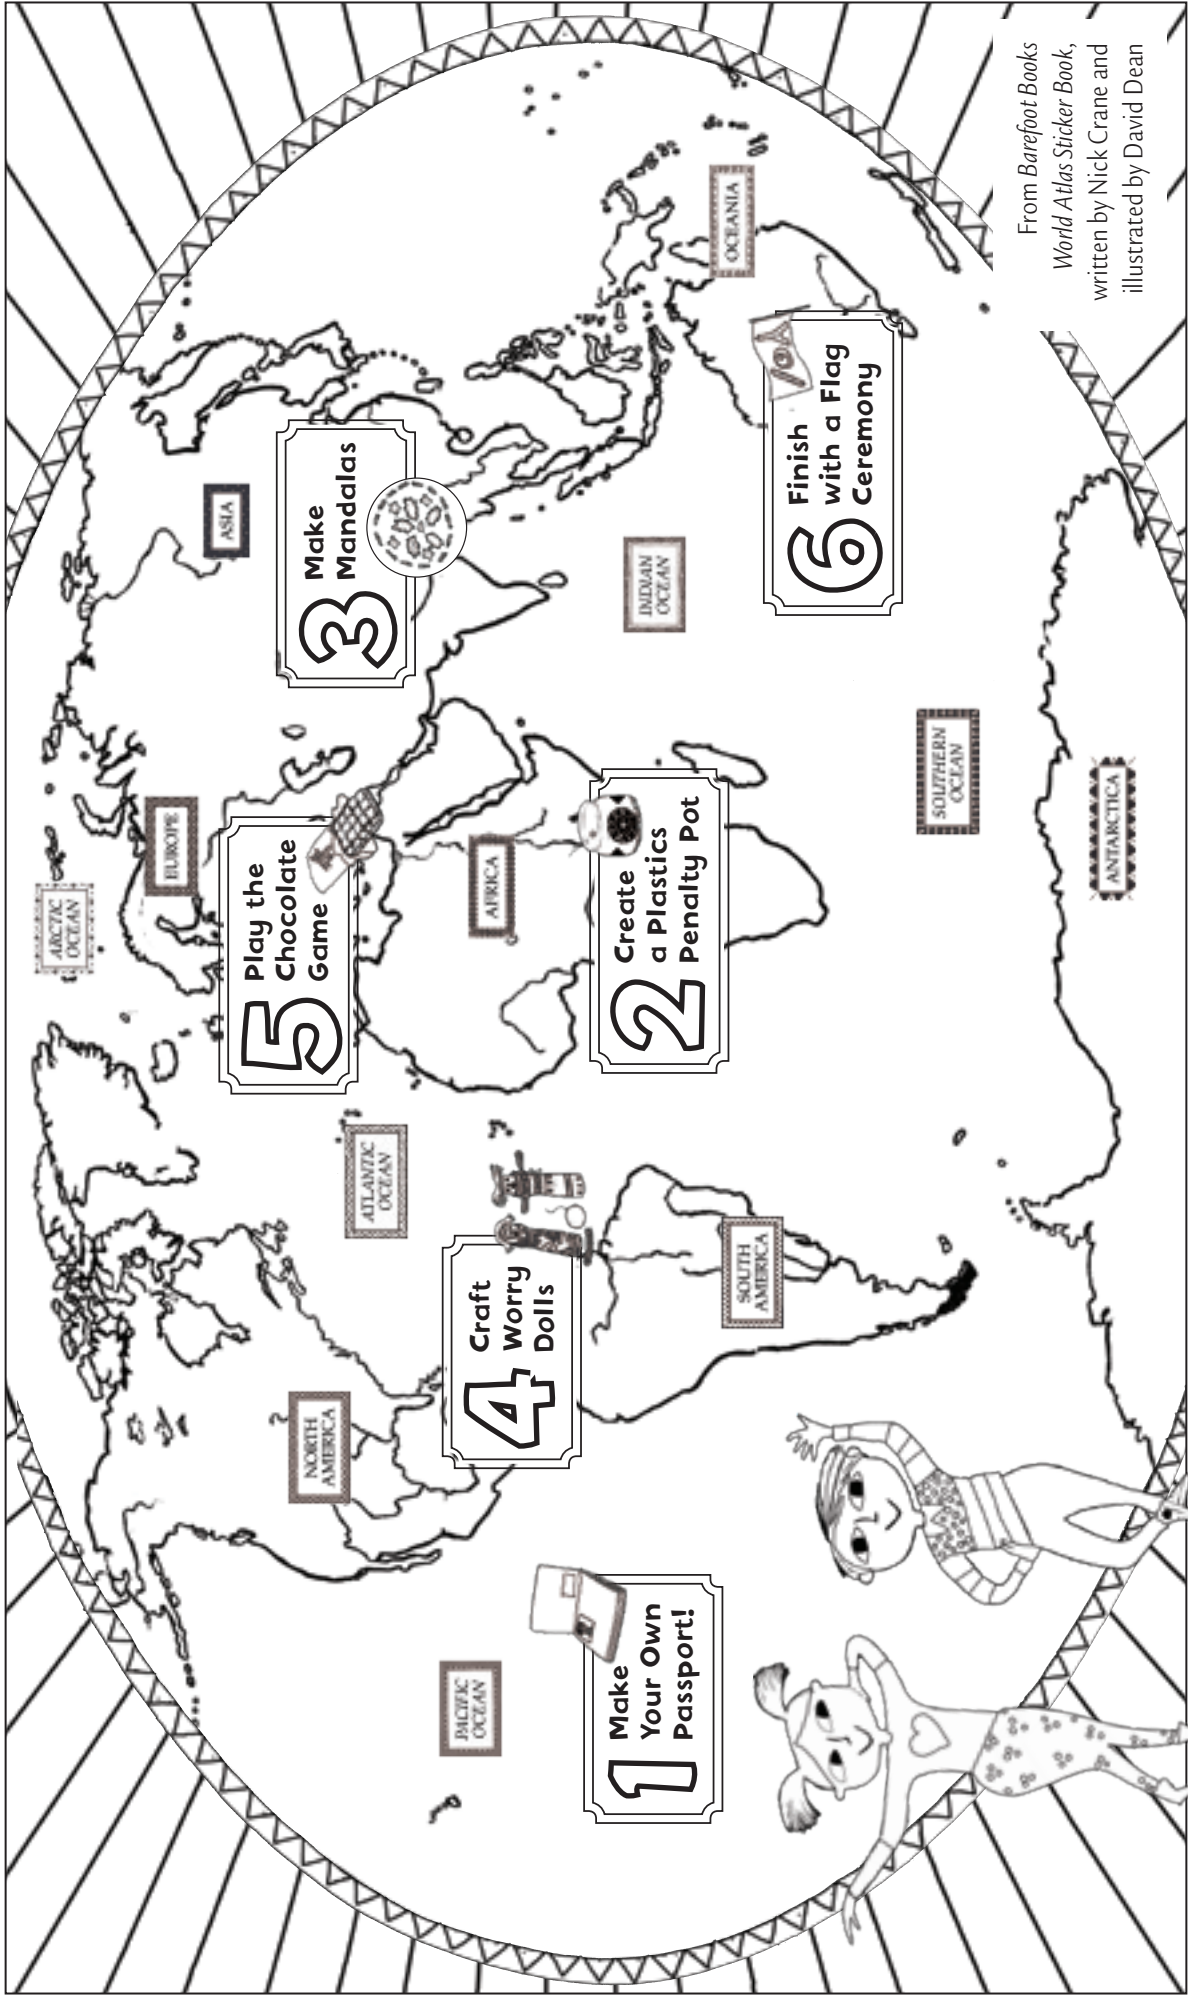 ARCTIC
OCEAN
EUROPE
ASIA
NORTH
AMERICA
ATLANTIC
OCEAN
PACIFIC
OCEAN
AFRICA
OCEANIA
INDIAN
OCEAN
SOUTH
AMERICA
SOUTHERN
OCEAN
ANTARCTICA
1 Make
Your Own
Passport!
2 Create
a Plastics
Penalty Pot
3 Make
Mandalas
4 Craft
Worry
Dolls
5 Play the
Chocolate
Game
6 Finish
with a Flag
Ceremony
From Barefoot Books
World Atlas Sticker Book,
written by Nick Crane and
illustrated by David Dean